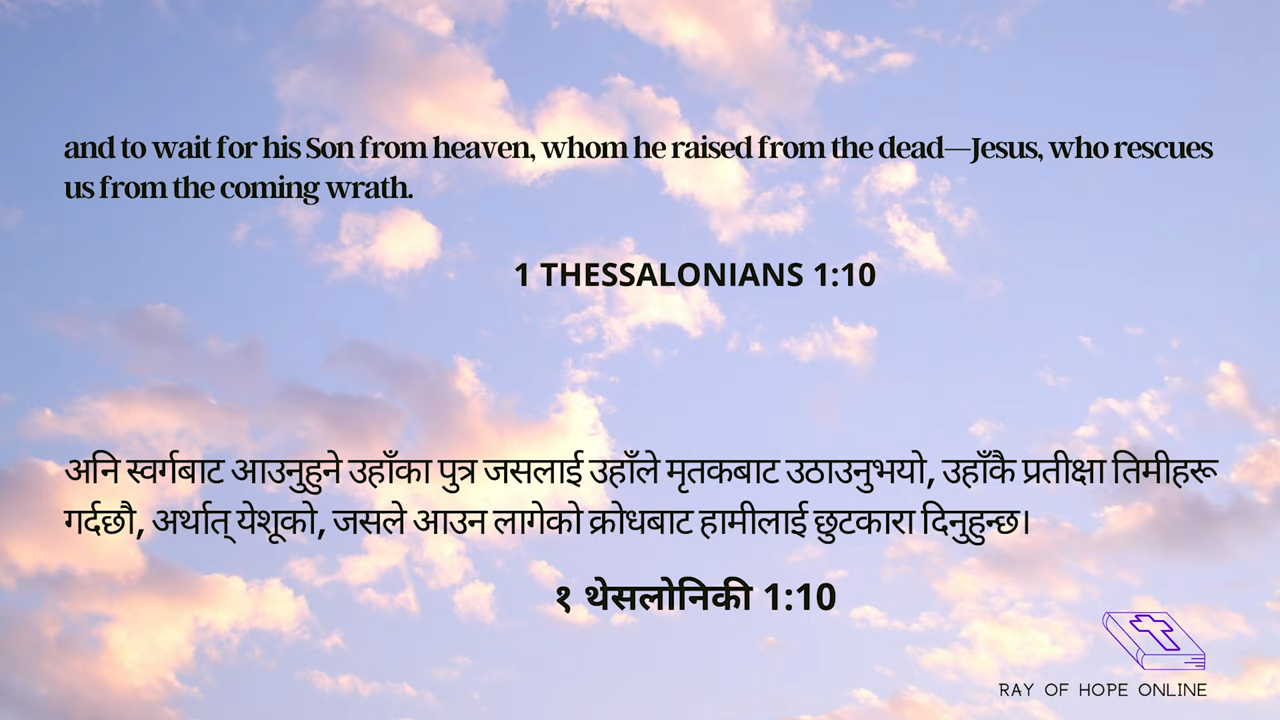 and to wait for his Son from heaven, whom he raised from the dead—Jesus, who rescues
us from the coming wrath.
1 THESSALONIANS 1:10
अनि स्वर्गबाट आउनुहुने उहाँका पुत्र जसलाई उहाँले मृतकबाट उठाउनुभयो, उहाँकै प्रतीक्षा तिमीहरू
गर्दछौ, अर्थात् येशूको, जसले आउन लागेको क्रोधबाट हामीलाई छुटकारा दिनुहुन्छ।
१ थेसलोनिकी 1:10
RAY OF HOPE ONLINE